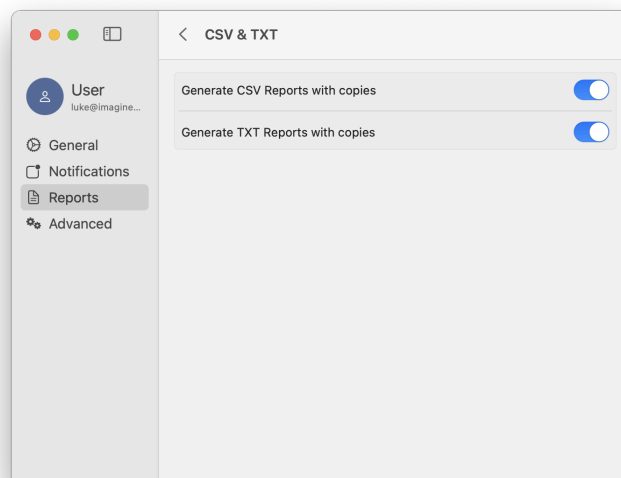 CSV & TXT
User
luke@imagine...
General
Notifications
Reports
Advanced
Generate CSV Reports with copies
Generate TXT Reports with copies